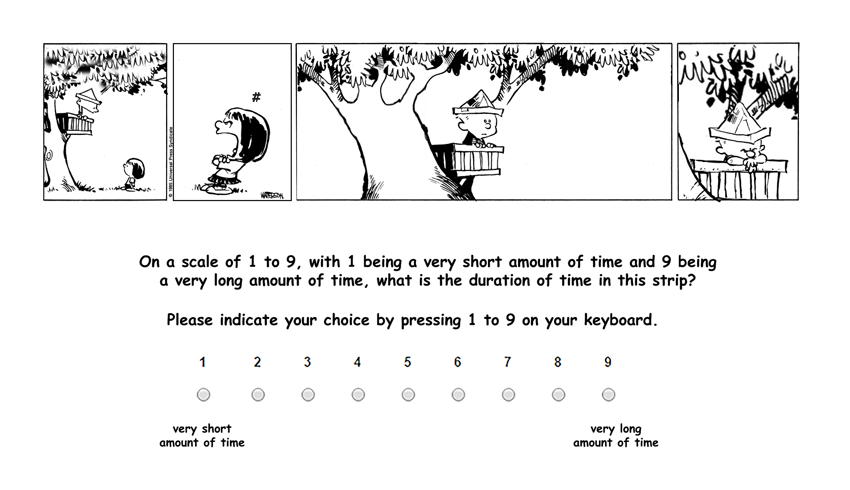 © 1985 Universal Press Syndicate
#
WATTERSON
On a scale of 1 to 9, with 1 being a very short amount of time and 9 being
a very long amount of time, what is the duration of time in this strip?
Please indicate your choice by pressing 1 to 9 on your keyboard.
1 2 3 4 5 6 7 8 9
very short
amount of time
very long
amount of time